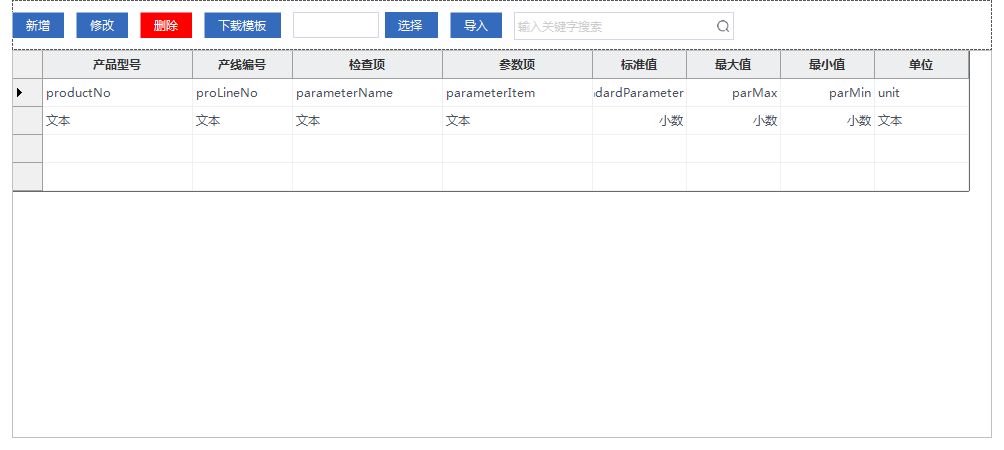 新增 修改 删除 下载模板 选择 导入 输入关键字搜索
产品型号 产线编号 检查项 参数项 标准值 最大值 最小值 单位
productNo proLineNo parameterName parameterItem dardParameter parMax parMin unit
文本 文本 文本 文本 小数 小数 小数 文本